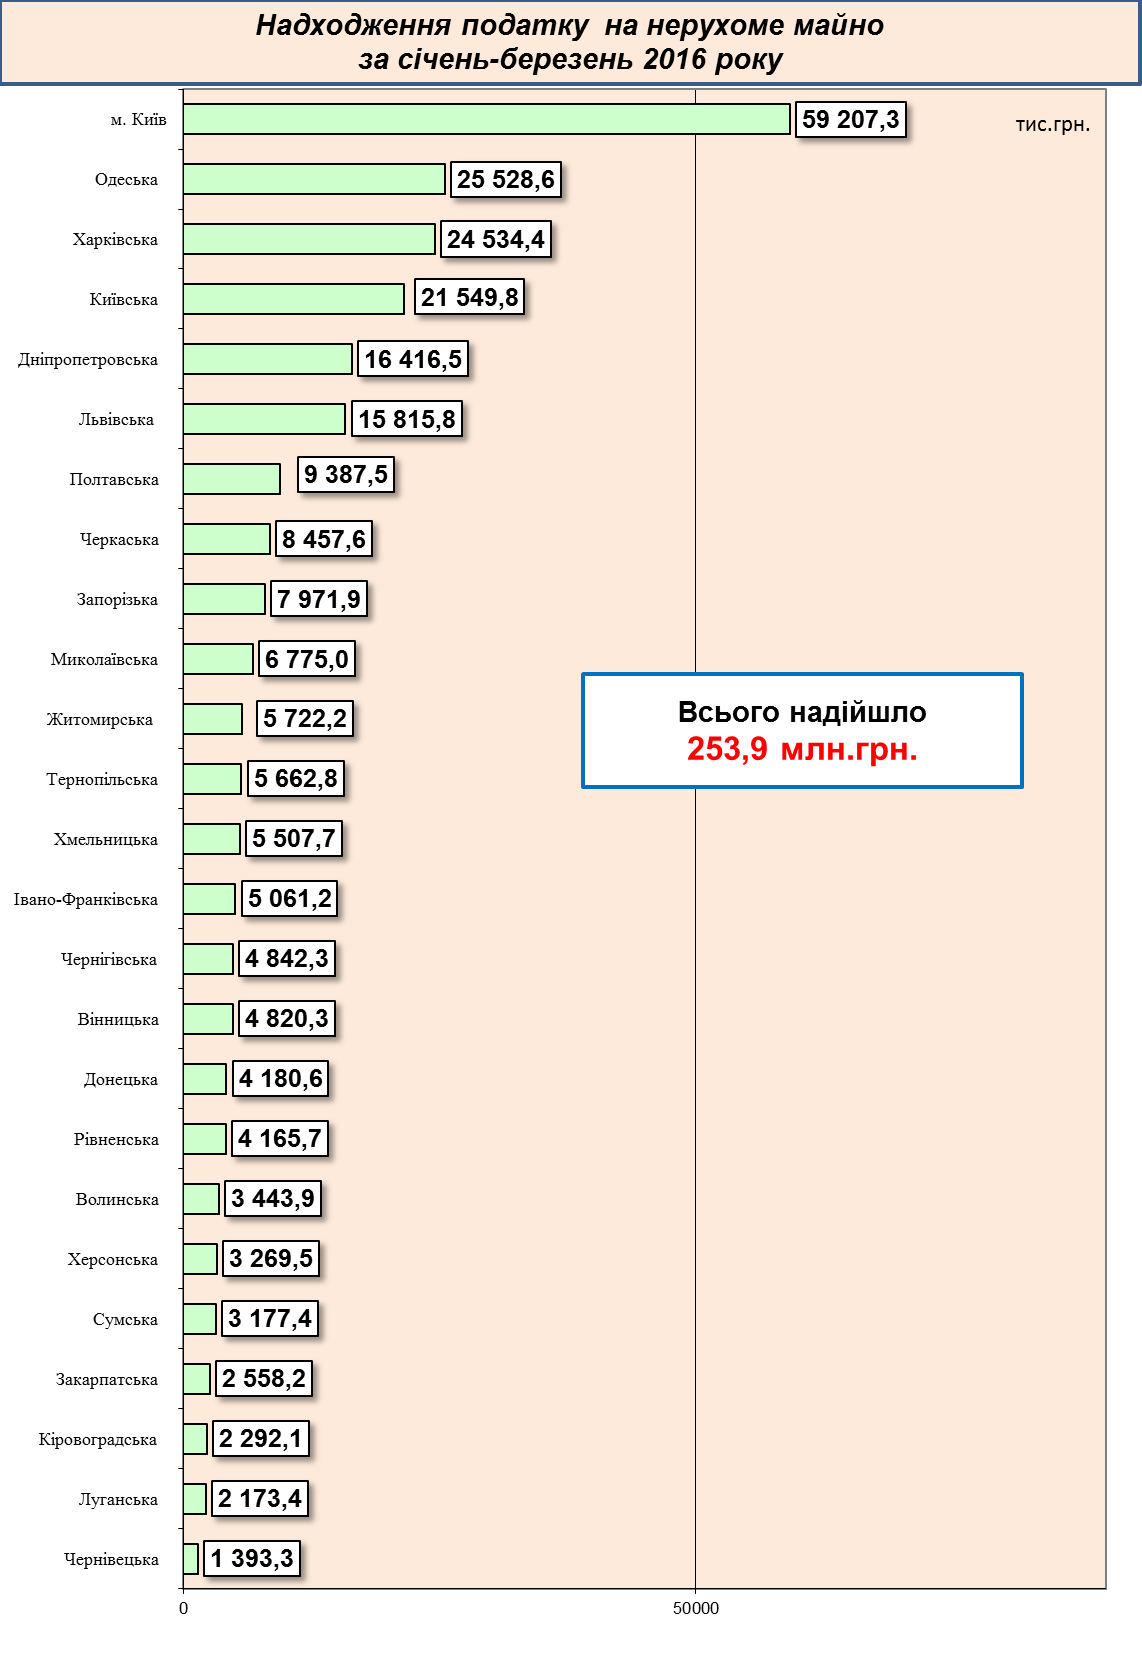 Надходження податку на нерухоме майно
за січень-березень 2016 року
тис.грн.
м. Київ 59 207,3
Одеська 25 528,6
Харківська 24 534,4
Київська 21 549,8
Дніпропетровська 16 416,5
Львівська 15 815,8
Полтавська 9 387,5
Черкаська 8 457,6
Запорізька 7 971,9
Миколаївська 6 775,0
Житомирська 5 722,2
Тернопільська 5 662,8
Хмельницька 5 507,7
Івано-Франківська 5 061,2
Чернігівська 4 842,3
Вінницька 4 820,3
Донецька 4 180,6
Рівненська 4 165,7
Волинська 3 443,9
Херсонська 3 269,5
Сумська 3 177,4
Закарпатська 2 558,2
Кіровоградська 2 292,1
Луганська 2 173,4
Чернівецька 1 393,3
Всього надійшло
253,9 млн.грн.
0 50000